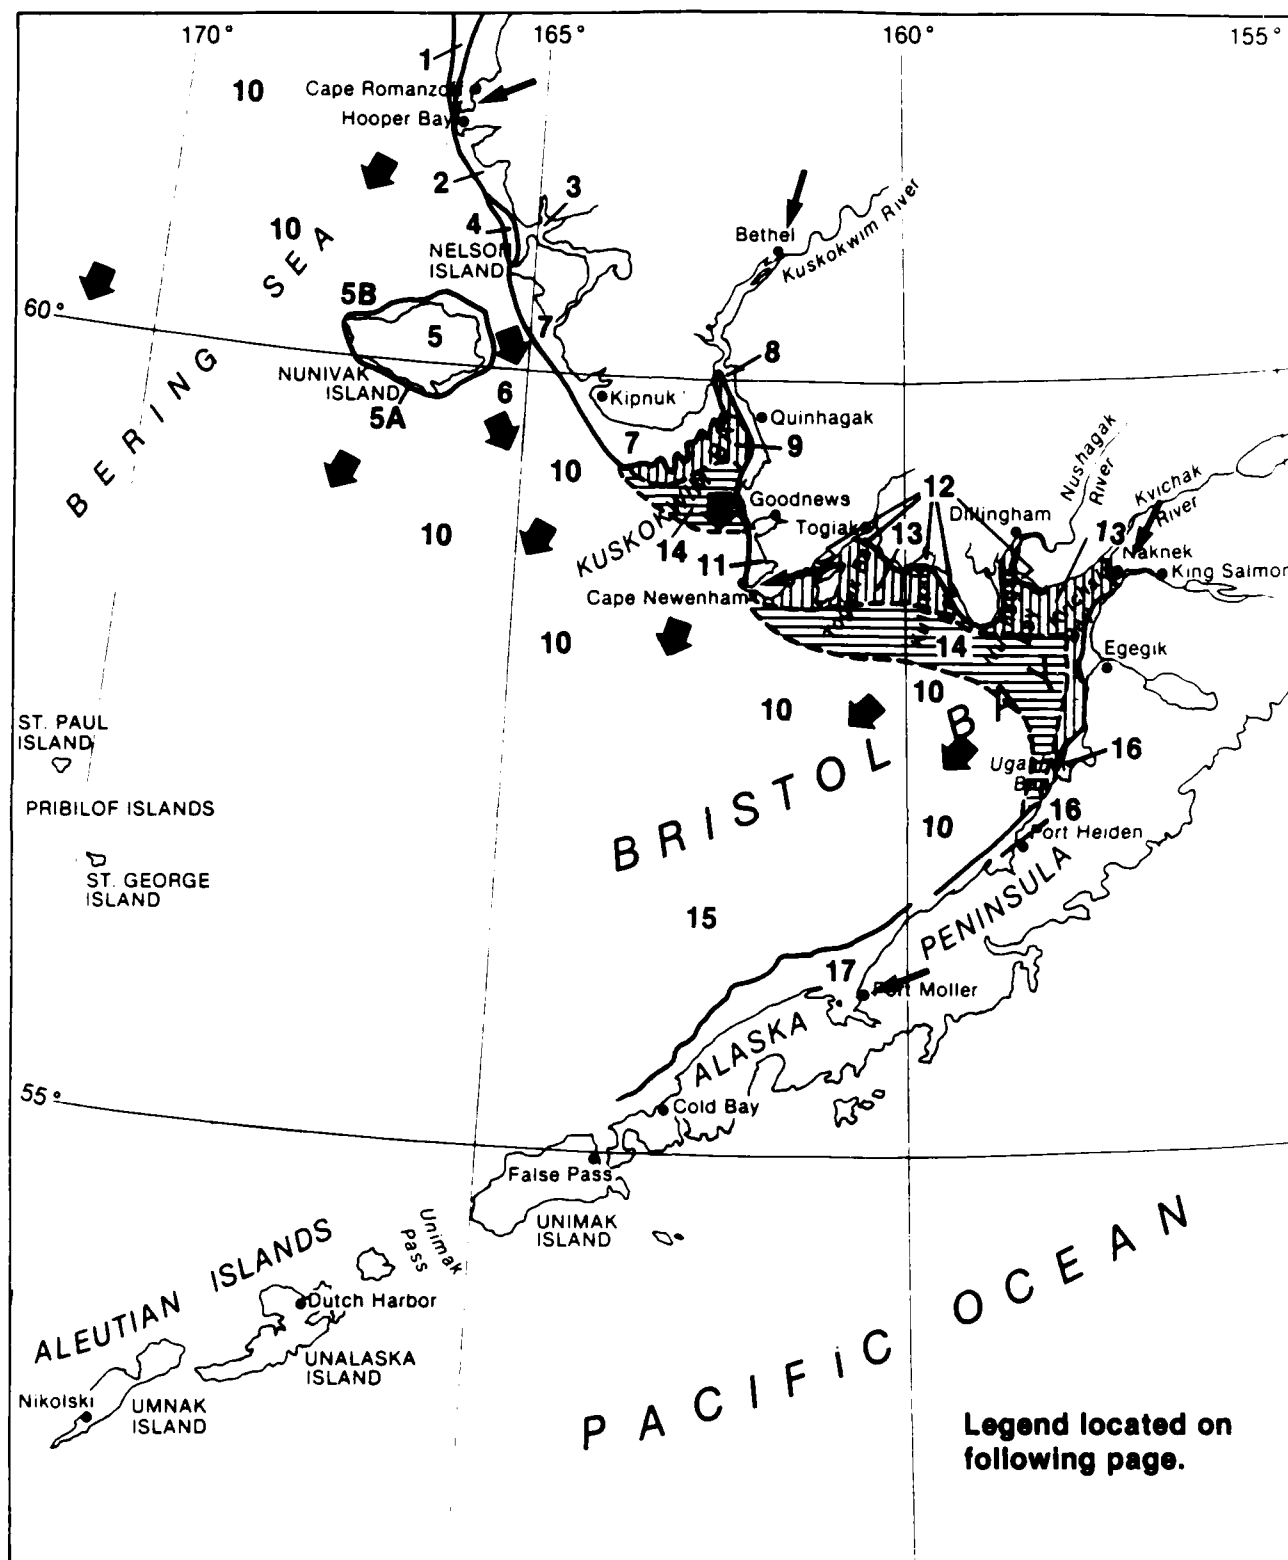 170°
165°
160°
155°
1
10
Cape Romanzof
Hooper Bay
2
3
4
10
NELSON
ISLAND
Bethel
Kuskokwim River
BERING SEA
60°
5B
5
7
NUNIVAK
ISLAND
5A
6
8
Kipnuk
Quinhagak
7
9
10
Nushagak
River
Kvichak
River
12
Goodnews
Togiak
Dillingham
13
13
10
14
11
Naknek
King Salmon
Cape Newenham
10
14
Egegik
10
10
ST. PAUL
ISLAND
16
PRIBILOF ISLANDS
BRISTOL
10
16
Port Heiden
ST. GEORGE
ISLAND
15
PENINSULA
17
Port Moller
ALASKA
55°
Cold Bay
False Pass
UNIMAK
ISLAND
Unimak
Pass
ALEUTIAN ISLANDS
Dutch Harbor
UNALASKA
ISLAND
Nikolski
UMNAK
ISLAND
PACIFIC OCEAN
Legend located on
following page.